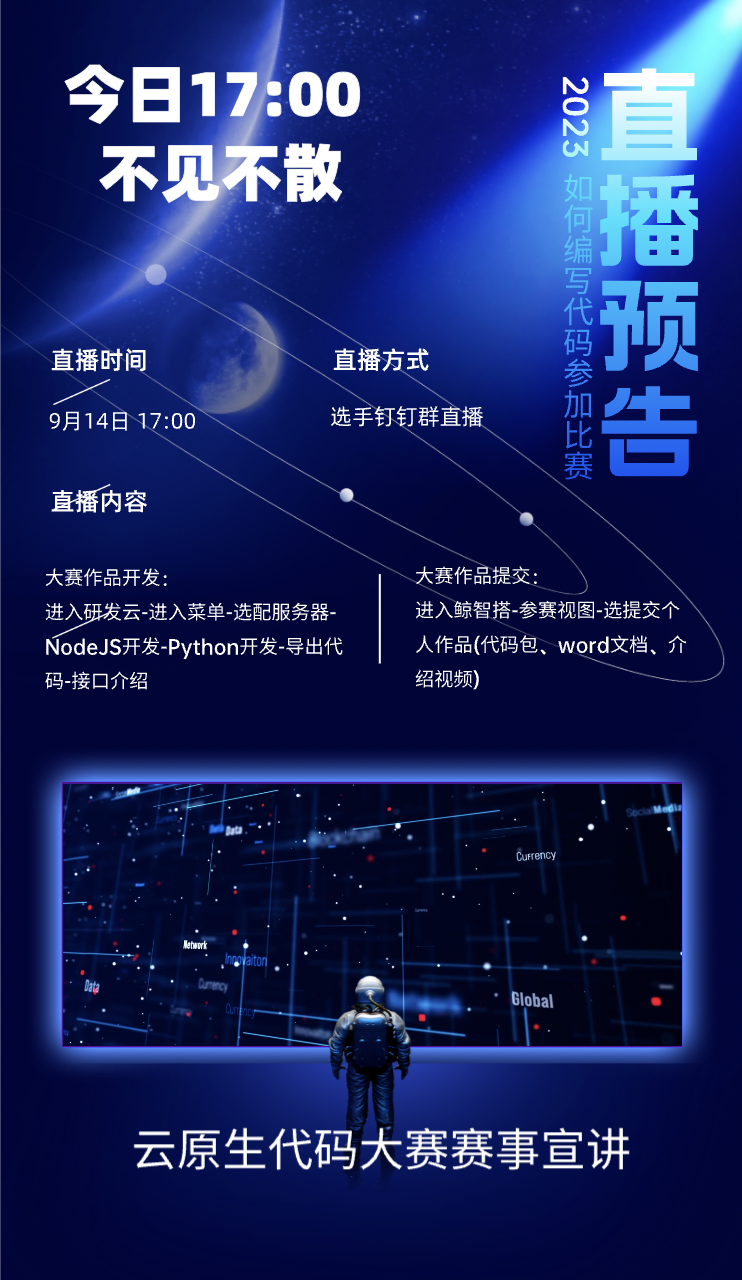 今日17:00
不见不散
直播预告
2023 如何编写代码参加比赛
直播时间
9月14日 17:00
直播方式
选手钉钉群直播
直播内容
大赛作品开发：
进入研发云-进入菜单-选配服务器-
NodeJS开发-Python开发-导出代
码-接口介绍
大赛作品提交：
进入鲸智搭-参赛视图-选提交个
人作品(代码包、word文档、介
绍视频)
Data
Social Media
Currency
Network
Innovaiton
Data
Currency
Currency
Global
云原生代码大赛赛事宣讲